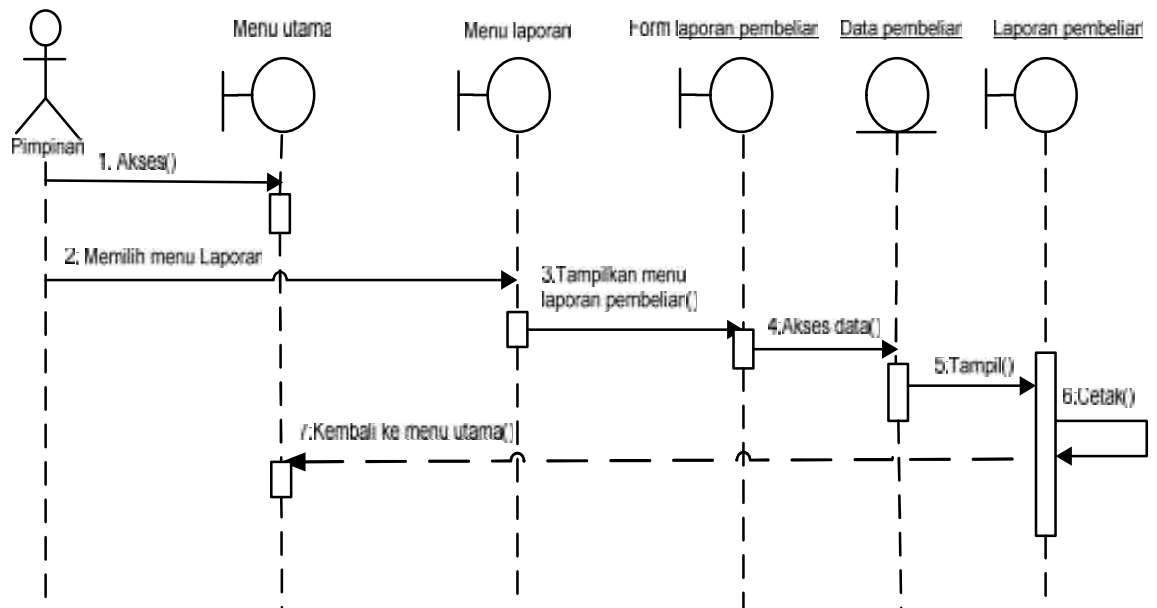 Menu utama
Menu laporan
Form laporan pembelian
Data pembelian
Laporan pembelian
Pimpinan
1. Akses()
2: Memilih menu Laporan
3.Tampilkan menu
laporan pembelian()
4:Akses data()
5:Tampil()
6:Cetak()
7:Kembali ke menu utama()